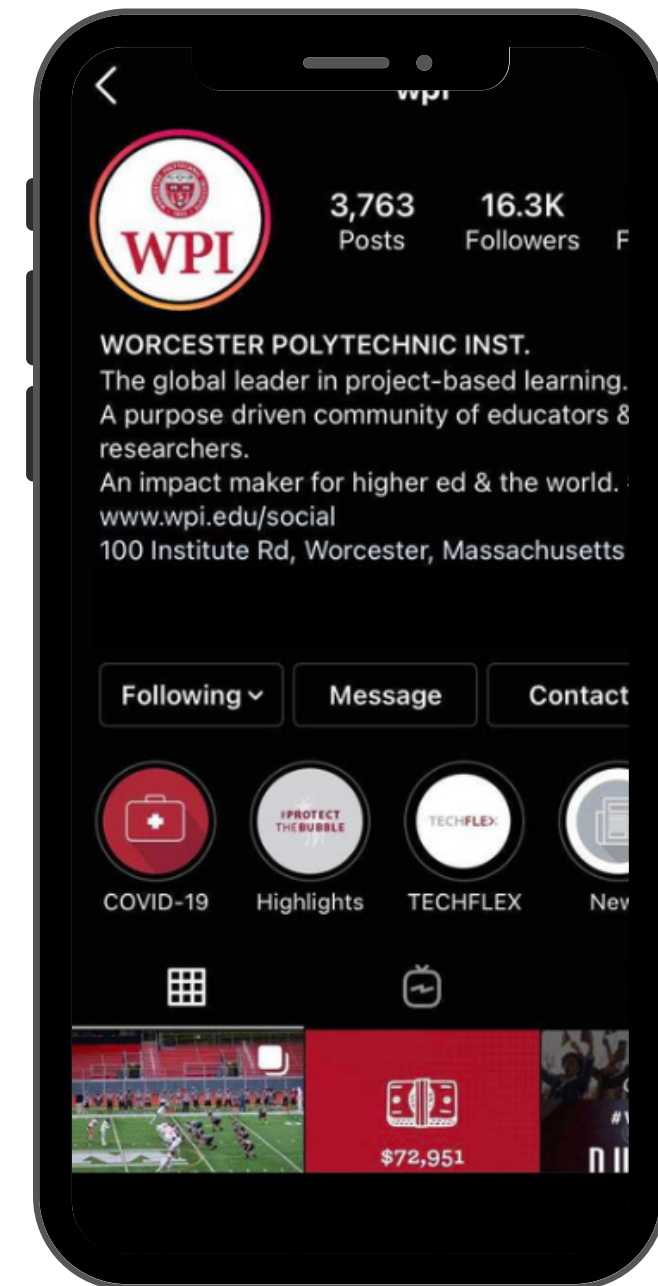 wpi
WPI
3,763
Posts
16.3K
Followers
F
WORCESTER POLYTECHNIC INST.
The global leader in project-based learning.
A purpose driven community of educators &
researchers.
An impact maker for higher ed & the world.
www.wpi.edu/social
100 Institute Rd, Worcester, Massachusetts
Following
Message
Contact
#PROTECT
THEBUBBLE
TECHFLEX
COVID-19
Highlights
TECHFLEX
New
$72,951